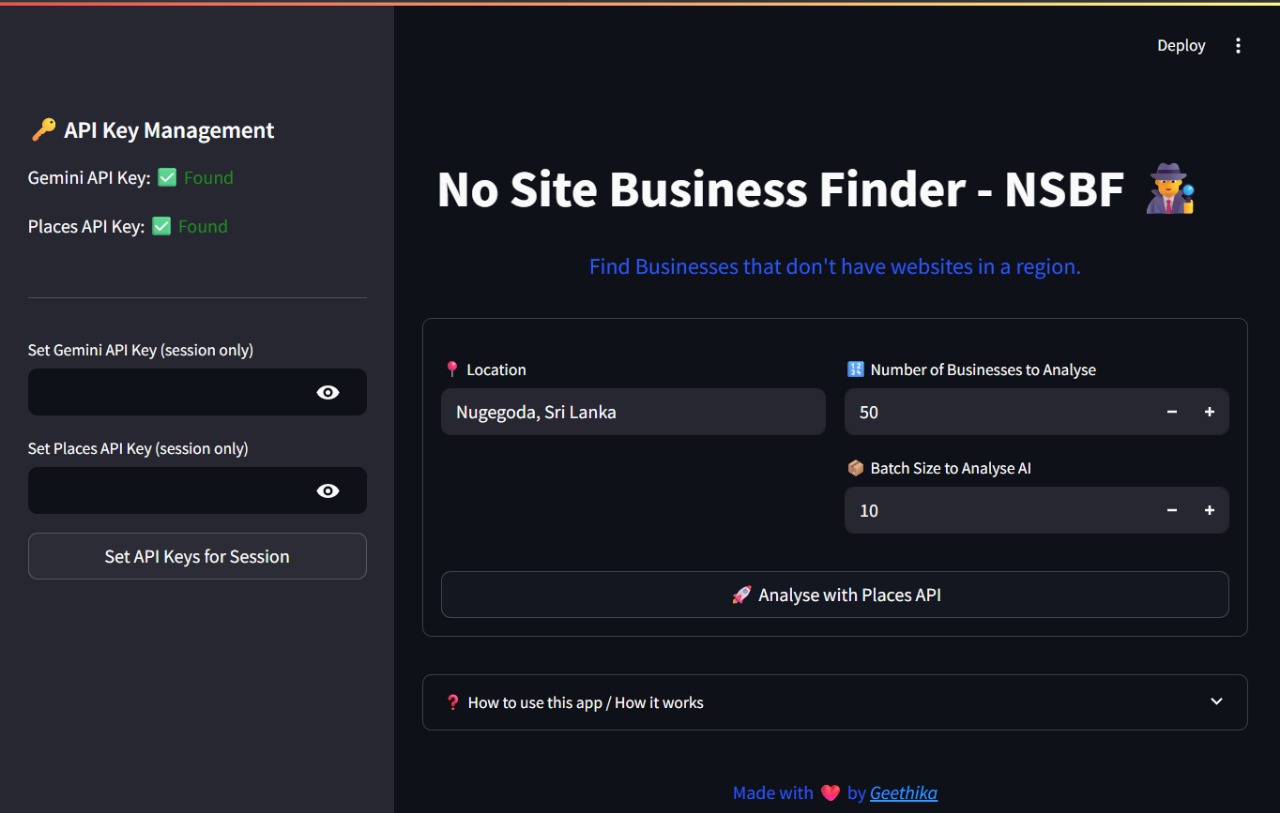 Deploy
🔑 API Key Management
Gemini API Key: ✅ Found
Places API Key: ✅ Found
Set Gemini API Key (session only)
Set Places API Key (session only)
Set API Keys for Session
No Site Business Finder - NSBF 🕵️
Find Businesses that don't have websites in a region.
📍 Location
Nugegoda, Sri Lanka
🔢 Number of Businesses to Analyse
50
📦 Batch Size to Analyse AI
10
🚀 Analyse with Places API
❓ How to use this app / How it works
Made with ❤️ by Geethika